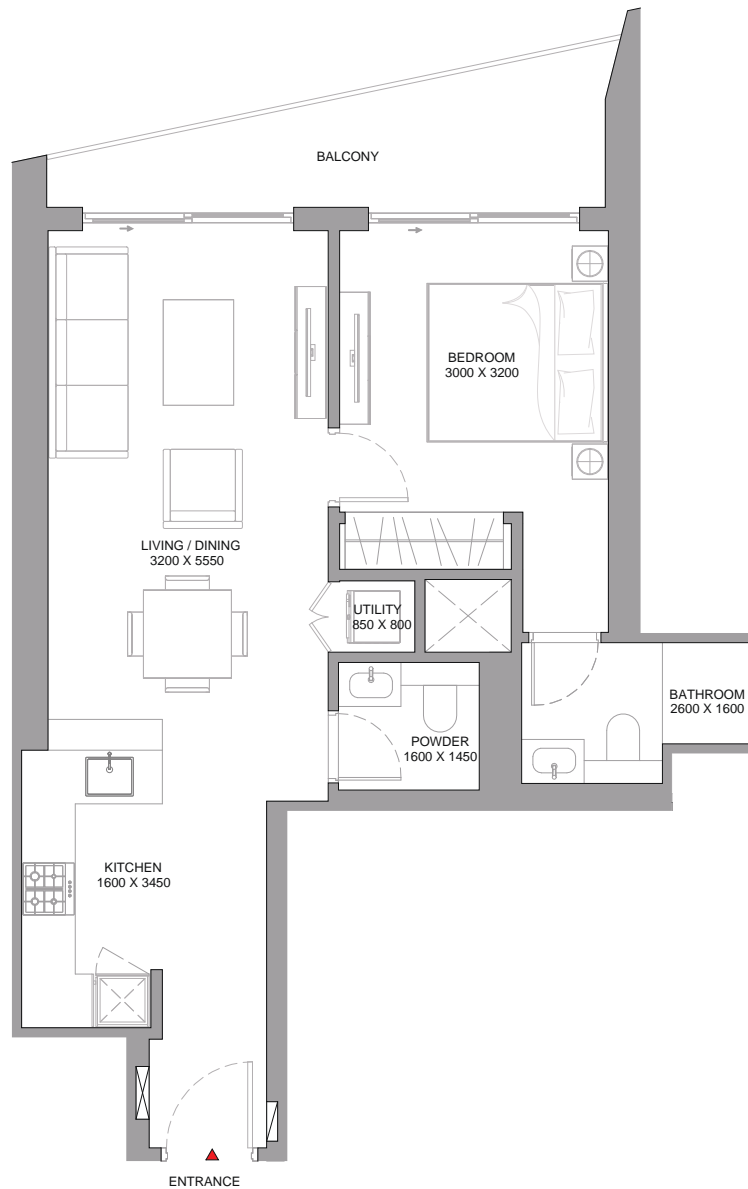 BALCONY
BEDROOM
3000 X 3200
LIVING / DINING
3200 X 5550
UTILITY
850 X 800
BATHROOM
2600 X 1600
POWDER
1600 X 1450
KITCHEN
1600 X 3450
ENTRANCE